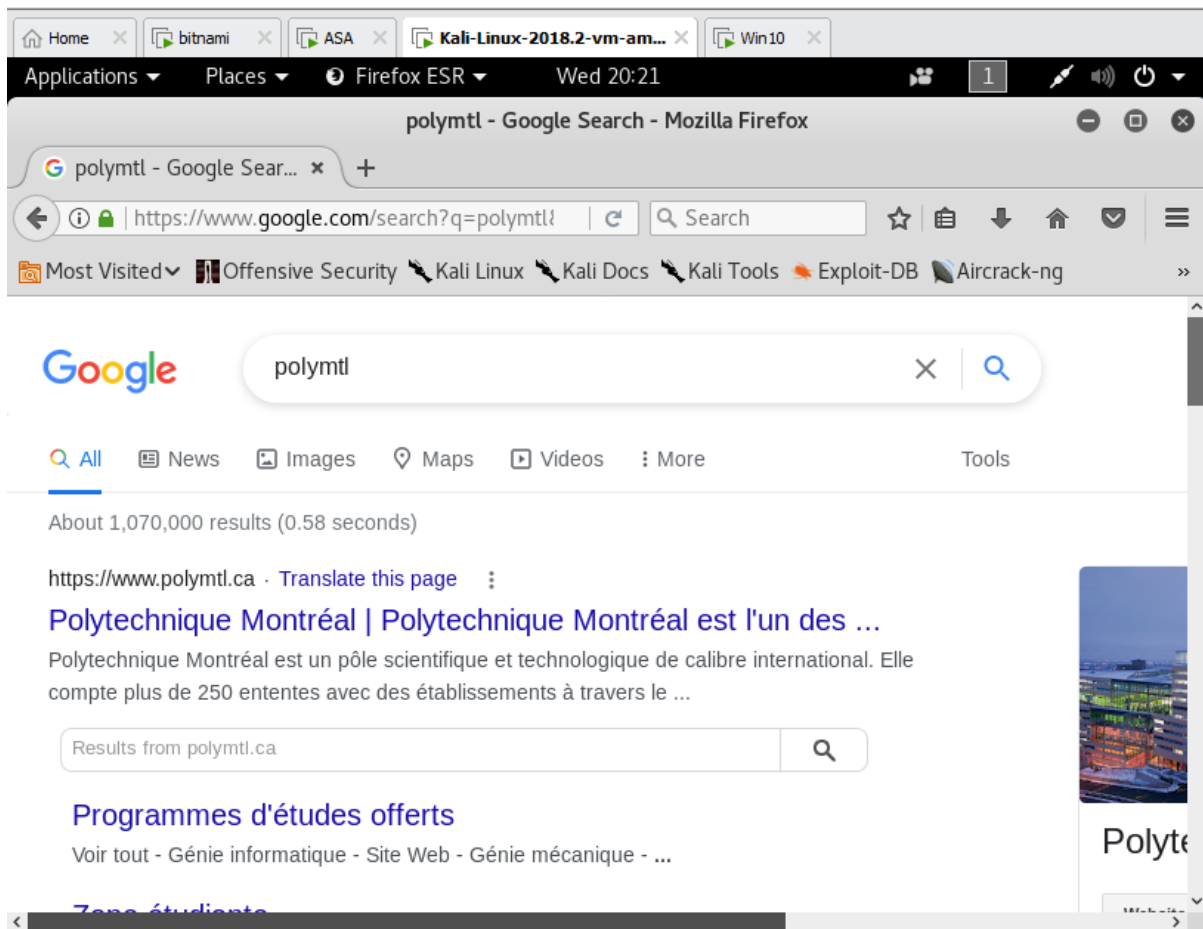 Home bitnami ASA Kali-Linux-2018.2-vm-am... Win10
Applications Places Firefox ESR Wed 20:21 1
polymtl - Google Search - Mozilla Firefox
polymtl - Google Sear...
https://www.google.com/search?q=polymtl Search
Most Visited Offensive Security Kali Linux Kali Docs Kali Tools Exploit-DB Aircrack-ng »
Google polymtl
All News Images Maps Videos More Tools
About 1,070,000 results (0.58 seconds)
https://www.polymtl.ca · Translate this page
Polytechnique Montréal | Polytechnique Montréal est l'un des ...
Polytechnique Montréal est un pôle scientifique et technologique de calibre international. Elle
compte plus de 250 ententes avec des établissements à travers le ...
Results from polymtl.ca
Programmes d'études offerts
Voir tout - Génie informatique - Site Web - Génie mécanique - ...
Polyte
Zone étudiante